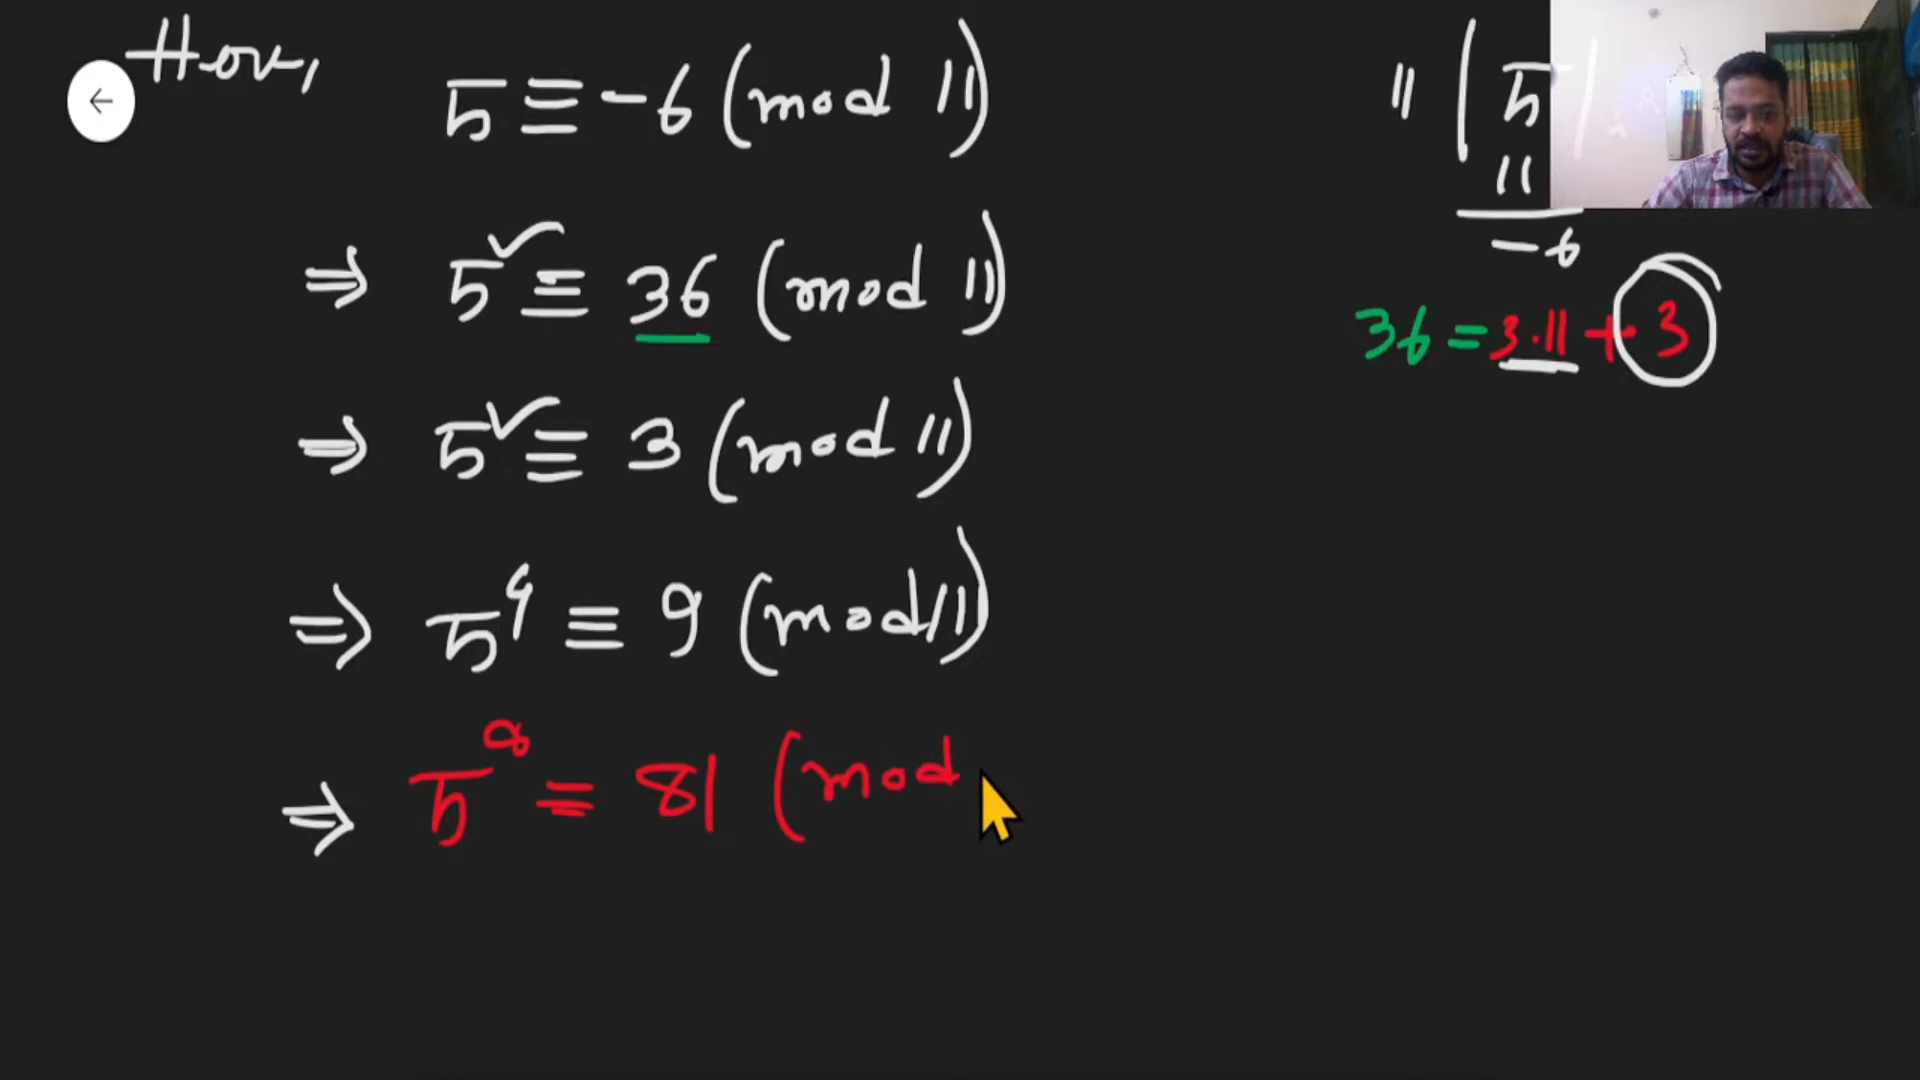 Here,
5 ≡ -6 (mod 11)
⇒ 5² ≡ 36 (mod 11)
⇒ 5² ≡ 3 (mod 11)
⇒ 5⁴ ≡ 9 (mod 11)
⇒ 5⁸ ≡ 81 (mod
11 | 5 |
11
-6
36 = 3·11 + 3